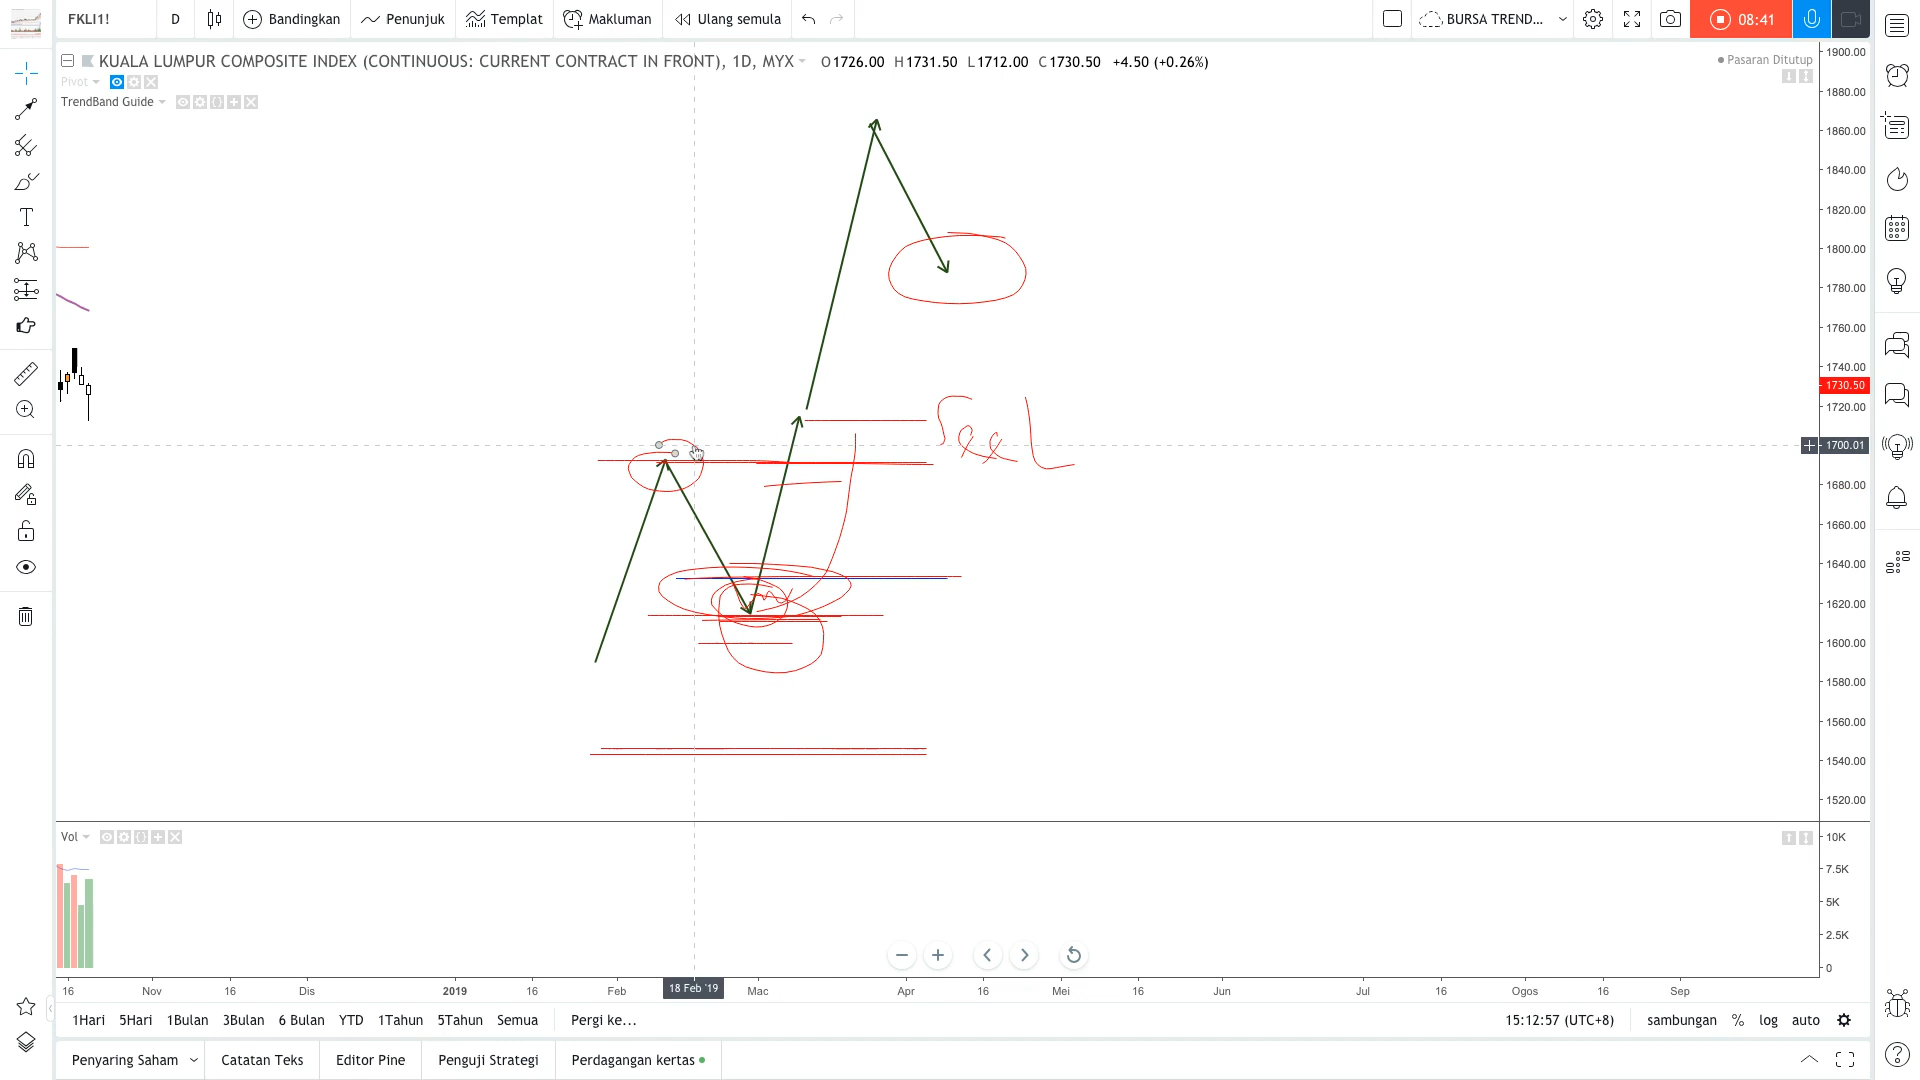 FKLI1! D Bandingkan Penunjuk Templat Makluman Ulang semula BURSA TREND... 08:41
KUALA LUMPUR COMPOSITE INDEX (CONTINUOUS: CURRENT CONTRACT IN FRONT), 1D, MYX O1726.00 H1731.50 L1712.00 C1730.50 +4.50 (+0.26%) Pasaran Ditutup
Pivot
TrendBand Guide
1900.00
1880.00
1860.00
1840.00
1820.00
1800.00
1780.00
1760.00
1740.00
1730.50
1720.00
1700.01
1680.00
1660.00
1640.00
1620.00
1600.00
1580.00
1560.00
1540.00
1520.00
Vol
10K
7.5K
5K
2.5K
0
16 Nov 16 Dis 2019 16 Feb 18 Feb '19 Mac Apr 16 Mei 16 Jun Jul 16 Ogos 16 Sep
1Hari 5Hari 1Bulan 3Bulan 6 Bulan YTD 1Tahun 5Tahun Semua Pergi ke... 15:12:57 (UTC+8) sambungan % log auto
Penyaring Saham Catatan Teks Editor Pine Penguji Strategi Perdagangan kertas